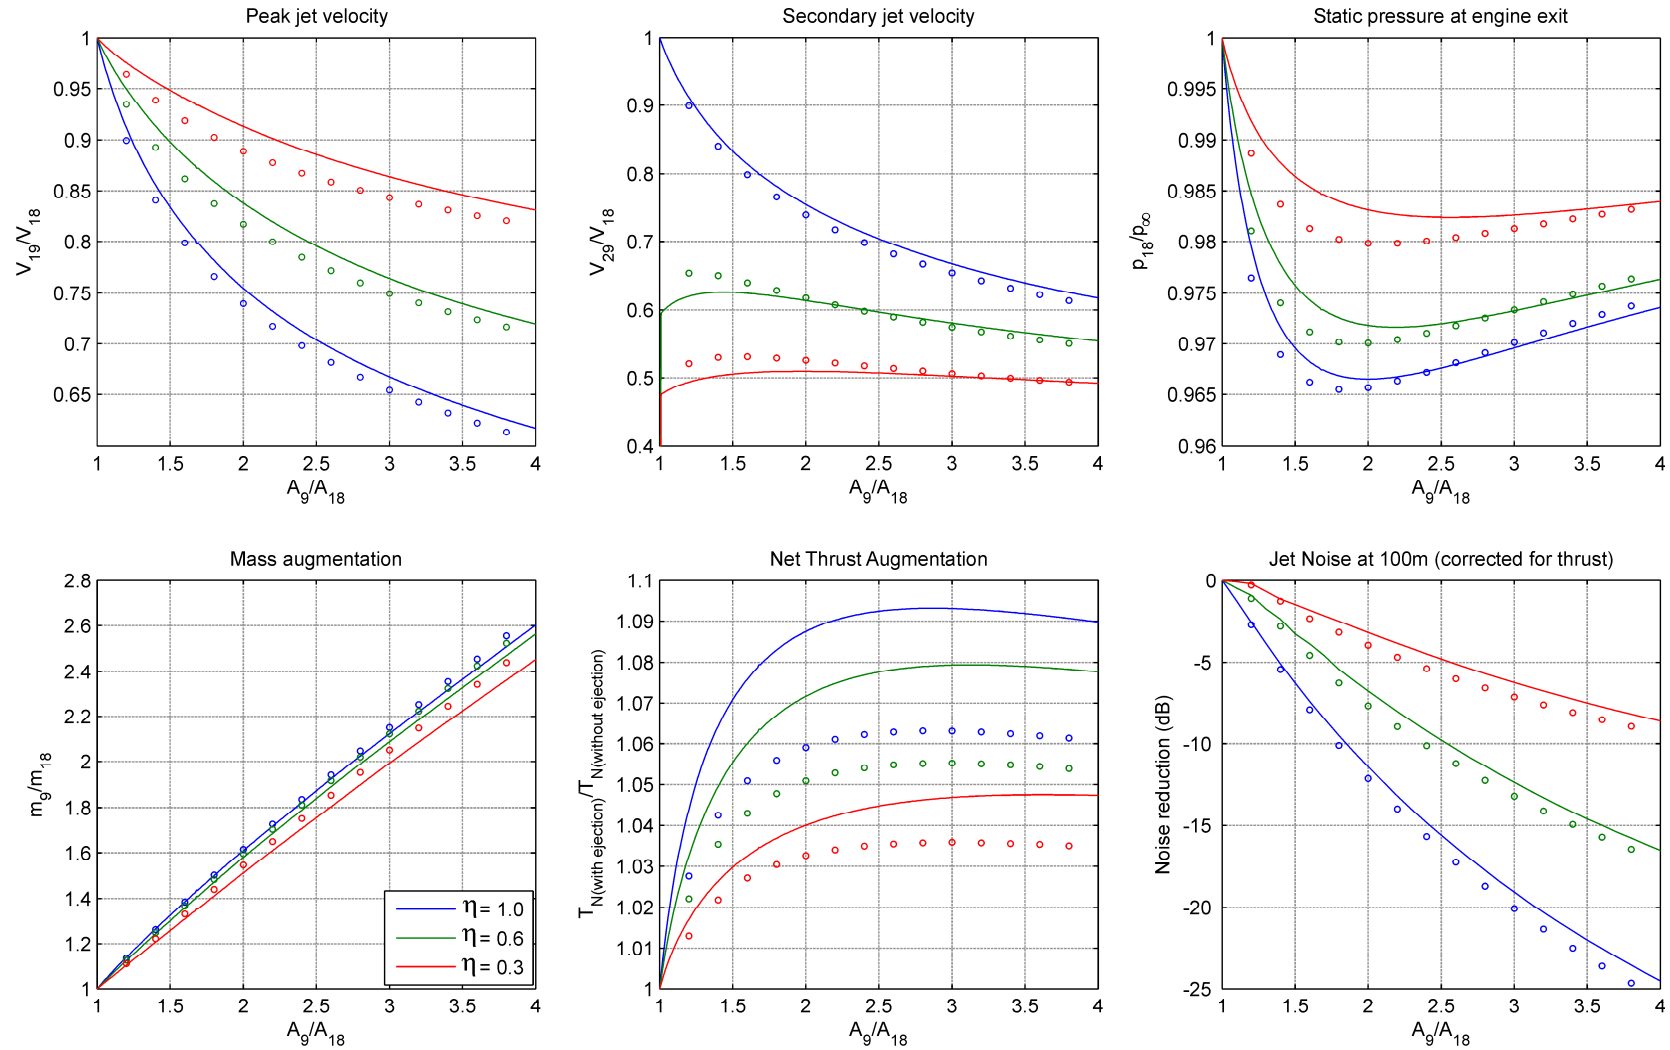 Peak jet velocity
1
0.95
0.9
0.85
0.8
0.75
0.7
0.65
1 1.5 2 2.5 3 3.5 4
V19/V18
A9/A18
Secondary jet velocity
1
0.9
0.8
0.7
0.6
0.5
0.4
1 1.5 2 2.5 3 3.5 4
V29/V18
A9/A18
Static pressure at engine exit
1
0.995
0.99
0.985
0.98
0.975
0.97
0.965
0.96
1 1.5 2 2.5 3 3.5 4
p18/p∞
A9/A18
Mass augmentation
2.8
2.6
2.4
2.2
2
1.8
1.6
1.4
1.2
1
1 1.5 2 2.5 3 3.5 4
m9/m18
A9/A18
η = 1.0
η = 0.6
η = 0.3
Net Thrust Augmentation
1.1
1.09
1.08
1.07
1.06
1.05
1.04
1.03
1.02
1.01
1
1 1.5 2 2.5 3 3.5 4
TN(with ejection)/TN(without ejection)
A9/A18
Jet Noise at 100m (corrected for thrust)
0
-5
-10
-15
-20
-25
1 1.5 2 2.5 3 3.5 4
Noise reduction (dB)
A9/A18